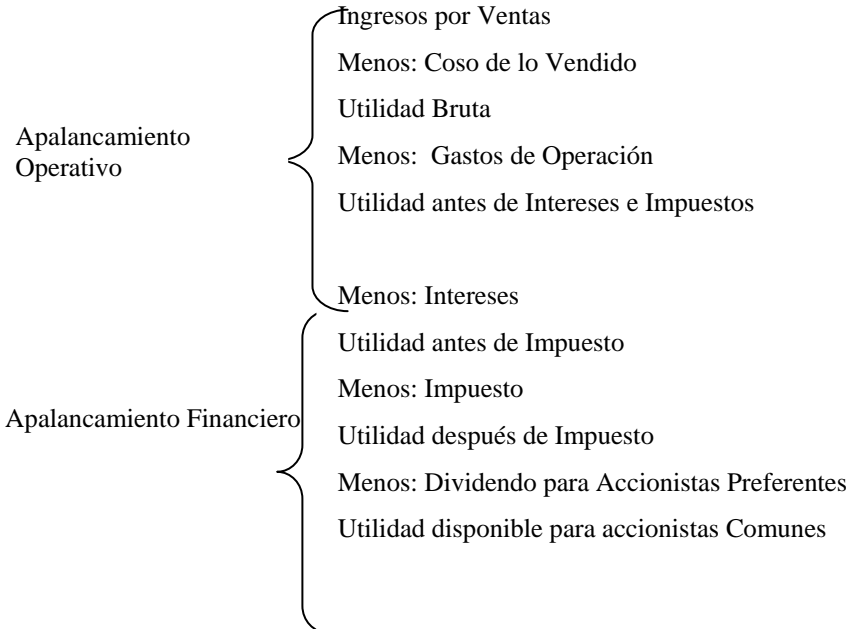 Ingresos por Ventas
Menos: Coso de lo Vendido
Utilidad Bruta
Apalancamiento
Operativo
Menos:  Gastos de Operación
Utilidad antes de Intereses e Impuestos
Menos: Intereses
Utilidad antes de Impuesto
Menos: Impuesto
Apalancamiento Financiero
Utilidad después de Impuesto
Menos: Dividendo para Accionistas Preferentes
Utilidad disponible para accionistas Comunes